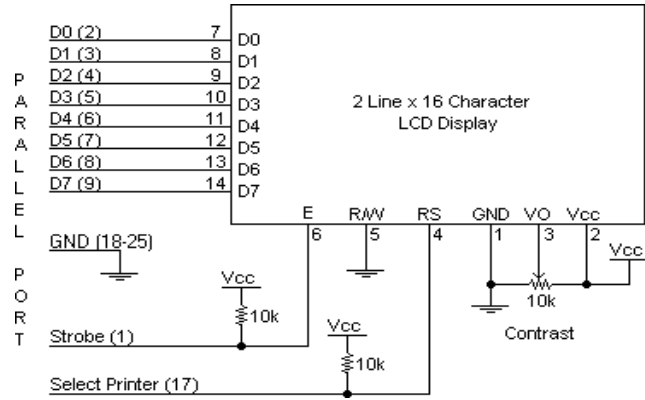 PARALLEL PORT
D0 (2) 7 D0
D1 (3) 8 D1
D2 (4) 9 D2
D3 (5) 10 D3
D4 (6) 11 D4
D5 (7) 12 D5
D6 (8) 13 D6
D7 (9) 14 D7
2 Line x 16 Character
LCD Display
E R/W RS GND VO Vcc
6 5 4 1 3 2
GND (18-25)
Vcc
Vcc
10k
10k
Contrast
Vcc
Strobe (1)
10k
Select Printer (17)